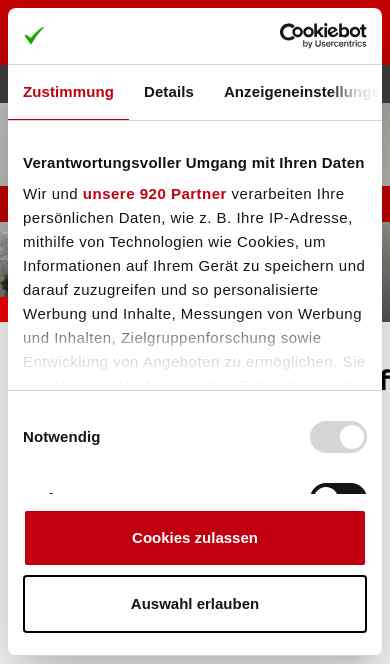 Cookiebot
by Usercentrics
Zustimmung Details Anzeigeneinstellunge
Verantwortungsvoller Umgang mit Ihren Daten
Wir und unsere 920 Partner verarbeiten Ihre
persönlichen Daten, wie z. B. Ihre IP-Adresse,
mithilfe von Technologien wie Cookies, um
Informationen auf Ihrem Gerät zu speichern und
darauf zuzugreifen und so personalisierte
Werbung und Inhalte, Messungen von Werbung
und Inhalten, Zielgruppenforschung sowie
Entwicklung von Angeboten zu ermöglichen. Sie
Notwendig
Cookies zulassen
Auswahl erlauben